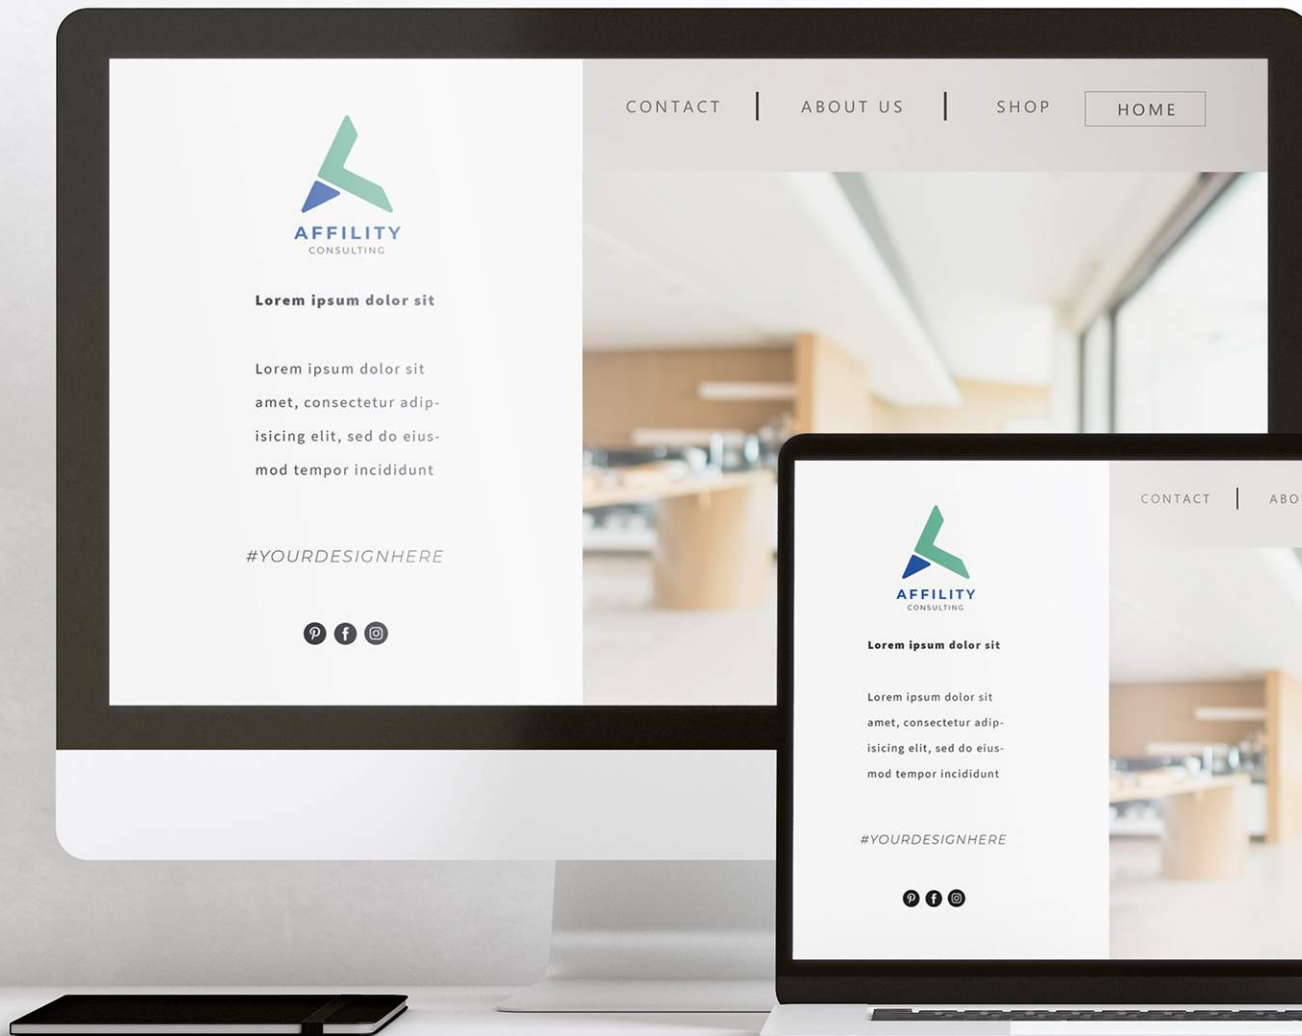 CONTACT | ABOUT US | SHOP HOME
AFFILITY
CONSULTING
Lorem ipsum dolor sit
Lorem ipsum dolor sit
amet, consectetur adip-
isicing elit, sed do eius-
mod tempor incididunt
#YOURDESIGNHERE
CONTACT | ABO
AFFILITY
CONSULTING
Lorem ipsum dolor sit
Lorem ipsum dolor sit
amet, consectetur adip-
isicing elit, sed do eius-
mod tempor incididunt
#YOURDESIGNHERE